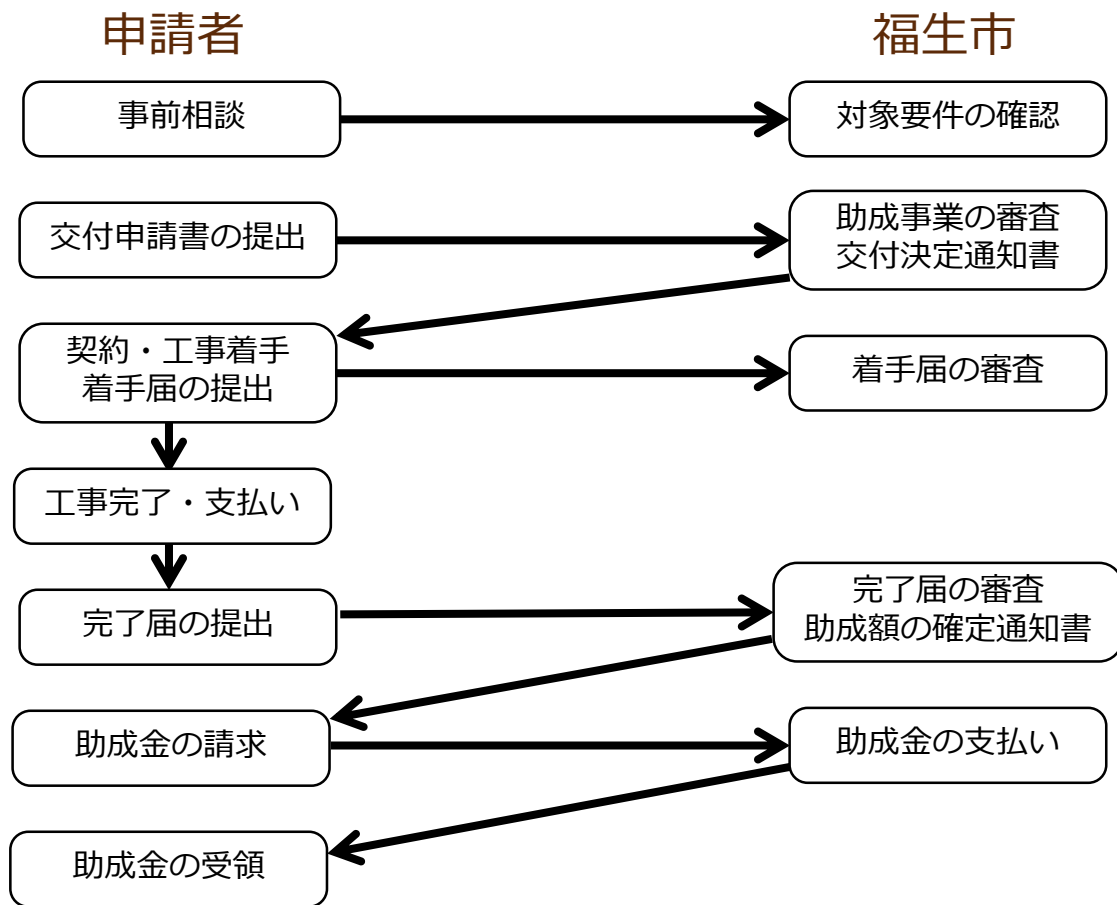 申請者
福生市
事前相談
対象要件の確認
交付申請書の提出
助成事業の審査
交付決定通知書
契約・工事着手
着手届の提出
着手届の審査
工事完了・支払い
完了届の提出
完了届の審査
助成額の確定通知書
助成金の請求
助成金の支払い
助成金の受領